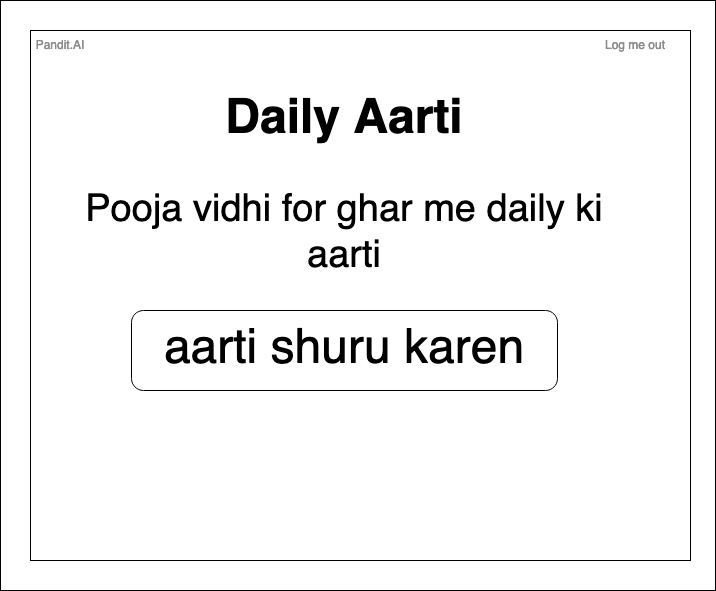 Pandit.AI
Log me out
Daily Aarti
Pooja vidhi for ghar me daily ki
aarti
aarti shuru karen